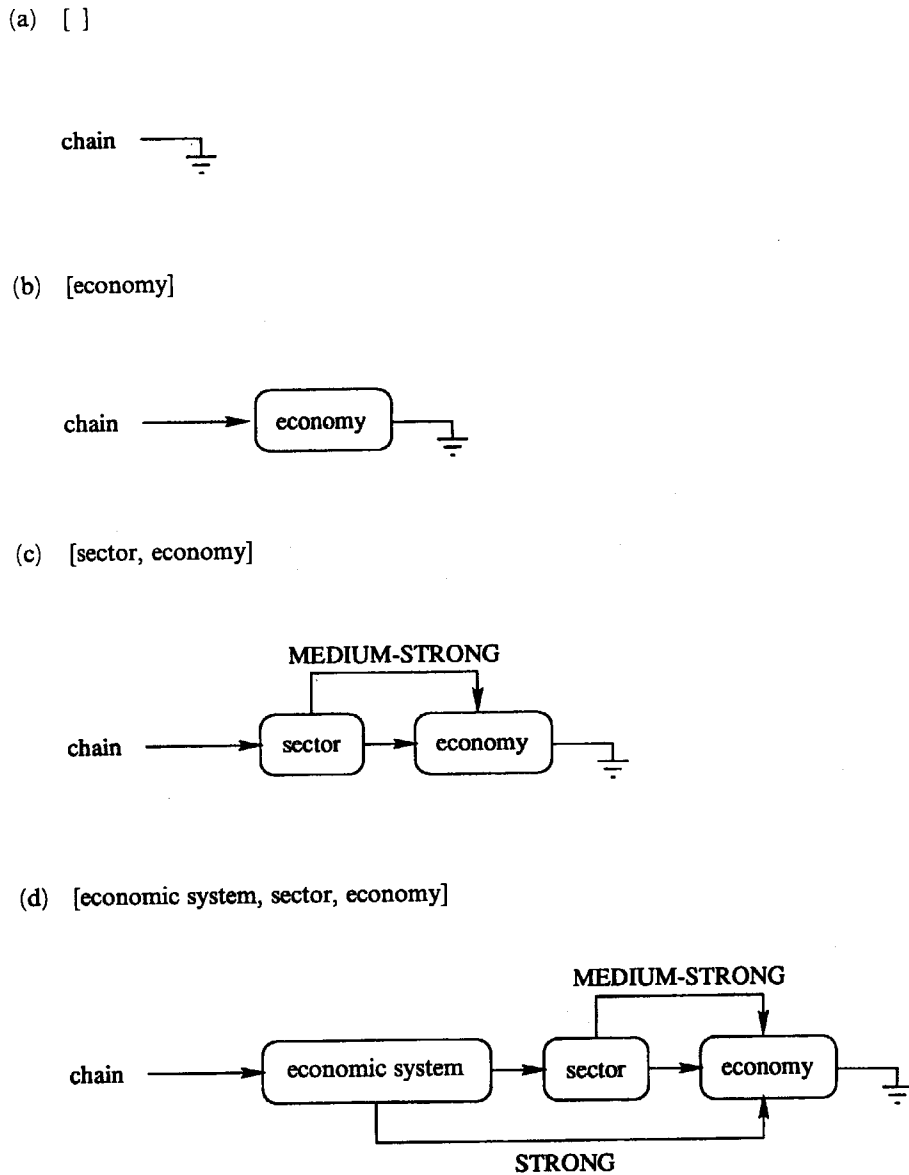 (a) [ ]
chain
(b) [economy]
chain economy
(c) [sector, economy]
MEDIUM-STRONG
chain sector economy
(d) [economic system, sector, economy]
MEDIUM-STRONG
chain economic system sector economy
STRONG